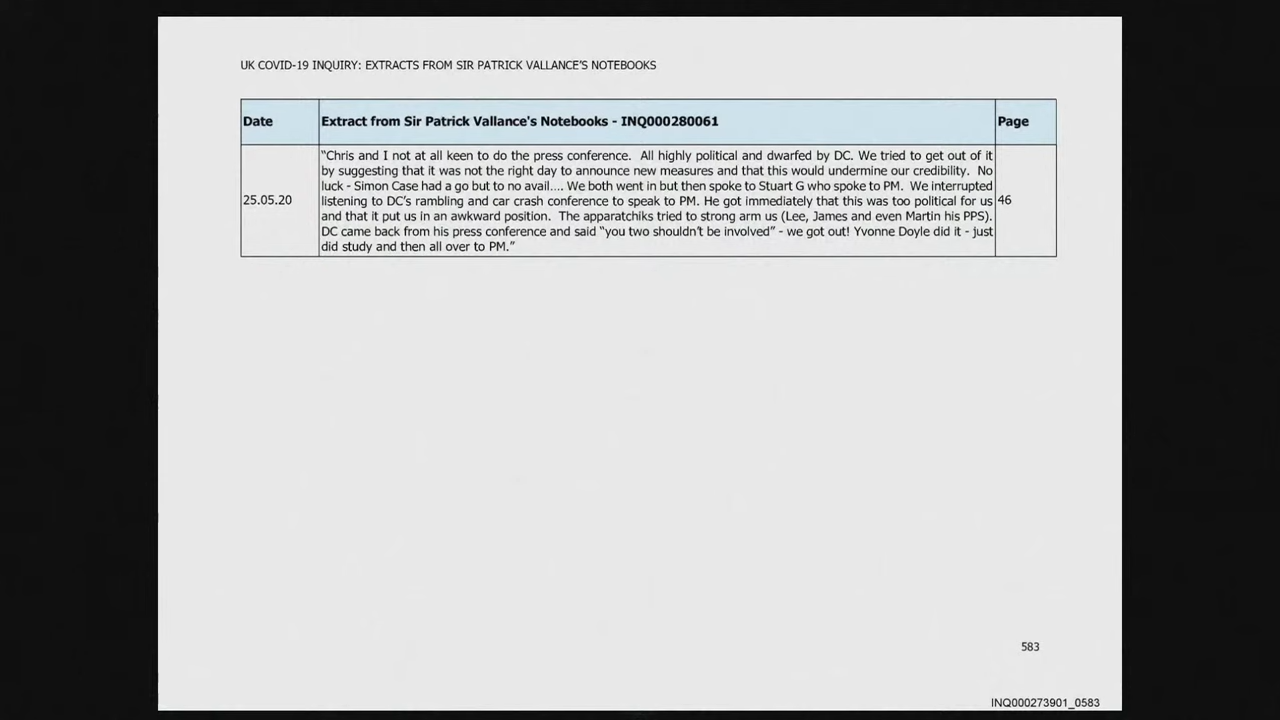 UK COVID-19 INQUIRY: EXTRACTS FROM SIR PATRICK VALLANCE'S NOTEBOOKS
Date Extract from Sir Patrick Vallance's Notebooks - INQ000280061 Page
"Chris and I not at all keen to do the press conference. All highly political and dwarfed by DC. We tried to get out of it
by suggesting that it was not the right day to announce new measures and that this would undermine our credibility. No
luck - Simon Case had a go but to no avail.... We both went in but then spoke to Stuart G who spoke to PM. We interrupted
25.05.20 listening to DC's rambling and car crash conference to speak to PM. He got immediately that this was too political for us 46
and that it put us in an awkward position. The apparatchiks tried to strong arm us (Lee, James and even Martin his PPS).
DC came back from his press conference and said "you two shouldn't be involved" - we got out! Yvonne Doyle did it - just
did study and then all over to PM."
583
INQ000273901_0583